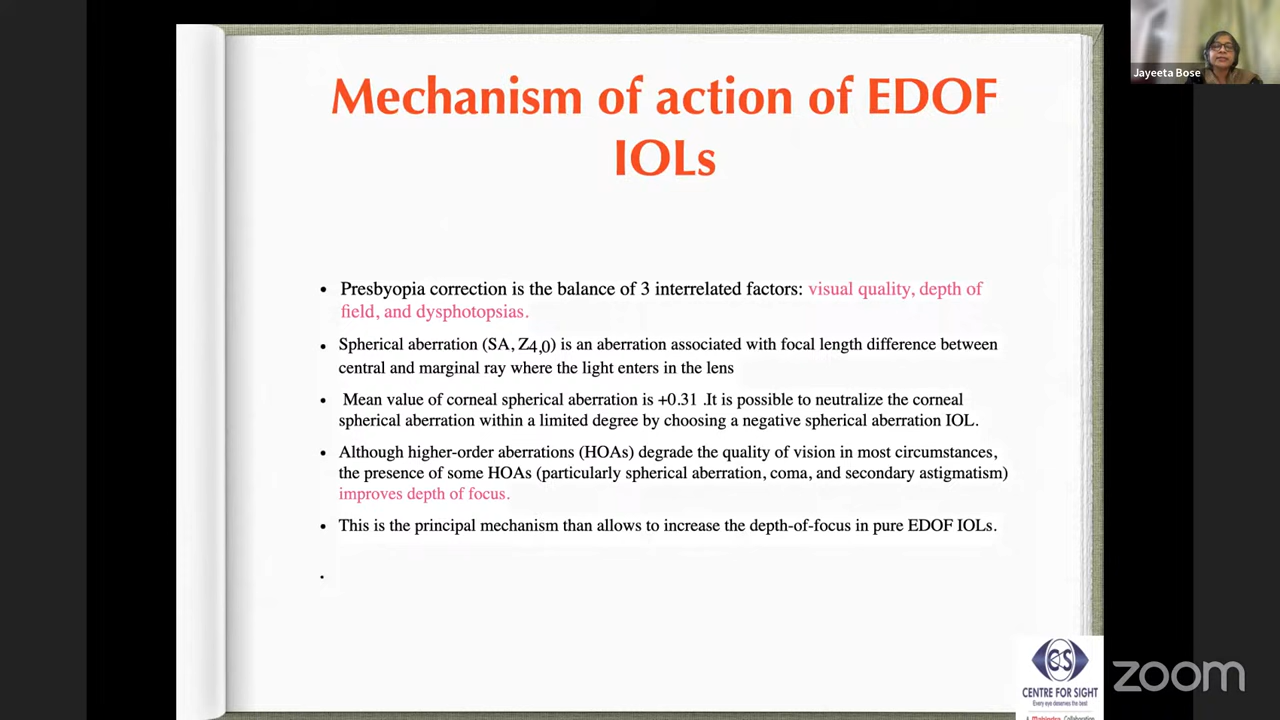 Jayeeta Bose
Mechanism of action of EDOF
IOLs
• Presbyopia correction is the balance of 3 interrelated factors: visual quality, depth of
field, and dysphotopsias.
• Spherical aberration (SA, Z4,0) is an aberration associated with focal length difference between
central and marginal ray where the light enters in the lens
• Mean value of corneal spherical aberration is +0.31 .It is possible to neutralize the corneal
spherical aberration within a limited degree by choosing a negative spherical aberration IOL.
• Although higher-order aberrations (HOAs) degrade the quality of vision in most circumstances,
the presence of some HOAs (particularly spherical aberration, coma, and secondary astigmatism)
improves depth of focus.
• This is the principal mechanism than allows to increase the depth-of-focus in pure EDOF IOLs.
•
CS
CENTRE FOR SIGHT
Every eye deserves the best
A Mahindra Collaboration
zoom